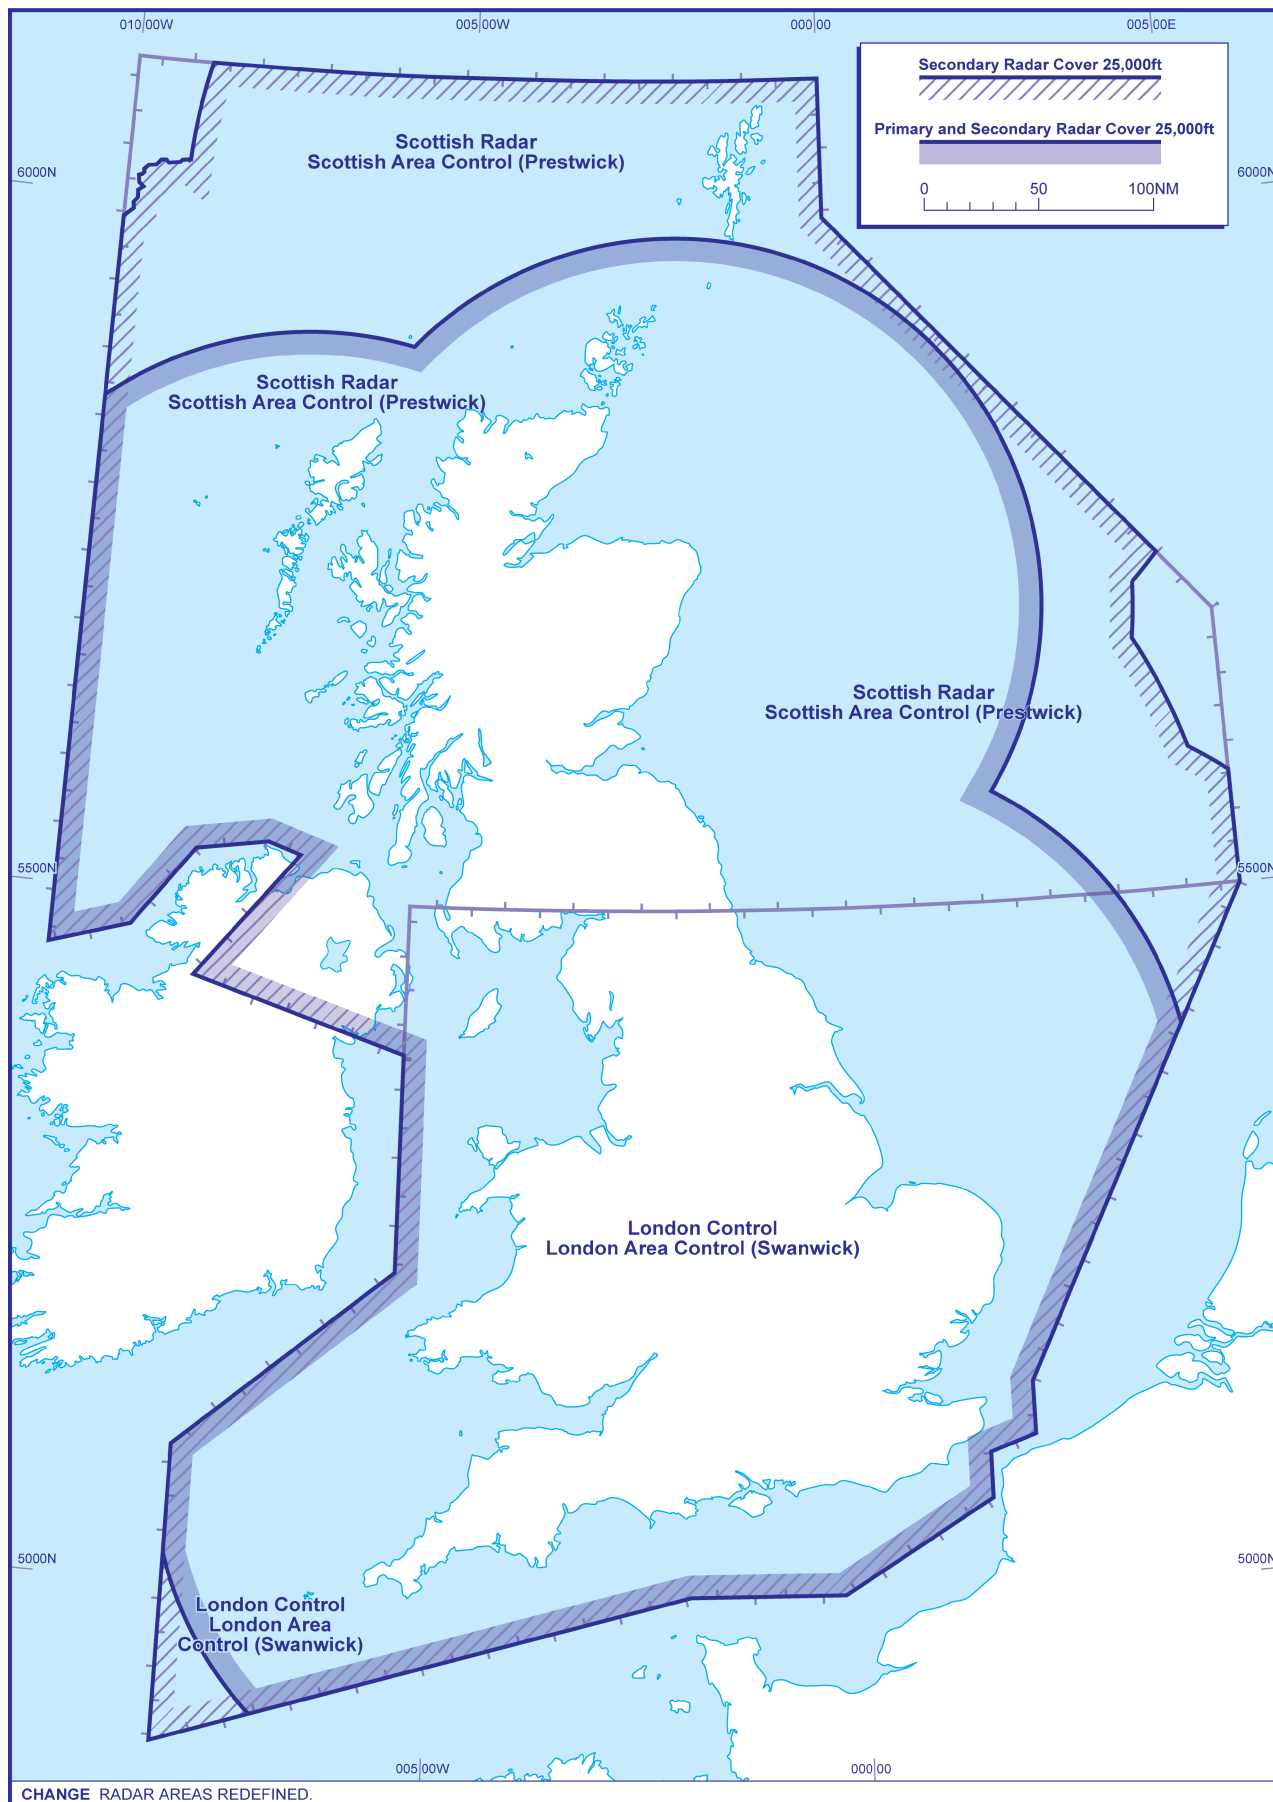 010 00W
005 00W
000 00
005 00E
Secondary Radar Cover 25,000ft
Primary and Secondary Radar Cover 25,000ft
0 50 100NM
Scottish Radar
Scottish Area Control (Prestwick)
6000N
6000N
Scottish Radar
Scottish Area Control (Prestwick)
Scottish Radar
Scottish Area Control (Prestwick)
5500N
5500N
London Control
London Area Control (Swanwick)
5000N
5000N
London Control
London Area
Control (Swanwick)
005 00W
000 00
CHANGE RADAR AREAS REDEFINED.